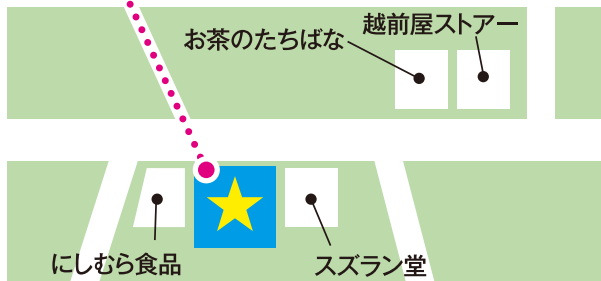 越前屋ストアー
お茶のたちばな
にしむら食品
スズラン堂